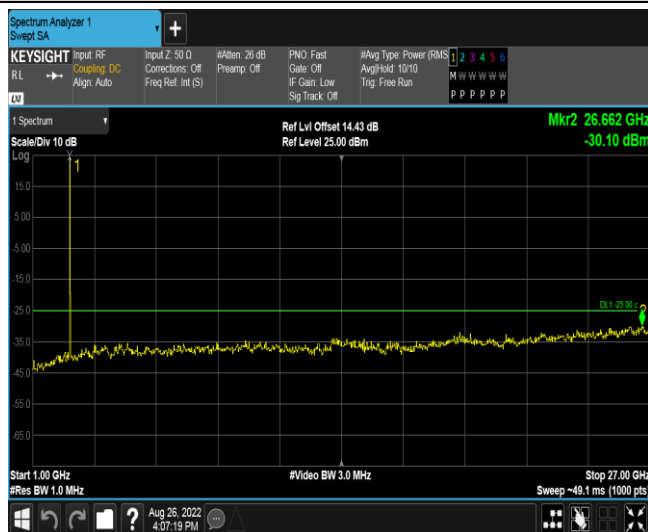 Spectrum Analyzer 1
Swept SA
KEYSIGHT
RL
Input: RF
Coupling: DC
Align: Auto
Input Z: 50 Ω
Corrections: Off
Freq Ref: Int (S)
#Atten: 26 dB
Preamp: Off
PNO: Fast
Gate: Off
IF Gain: Low
Sig Track: Off
#Avg Type: Power (RMS
Avg|Hold: 10/10
Trig: Free Run
1 2 3 4 5 6
M W W W W W
P P P P P P
LXI
1 Spectrum
Scale/Div 10 dB
Log
Ref Lvl Offset 14.43 dB
Ref Level 25.00 dBm
Mkr2 26.662 GHz
-30.10 dBm
1
15.0
5.00
-5.00
-15.0
-25.0
DL1 -25.00
2
-35.0
-45.0
-55.0
-65.0
Start 1.00 GHz
#Res BW 1.0 MHz
#Video BW 3.0 MHz
Stop 27.00 GHz
Sweep ~49.1 ms (1000 pts)
?
Aug 26, 2022
4:07:19 PM